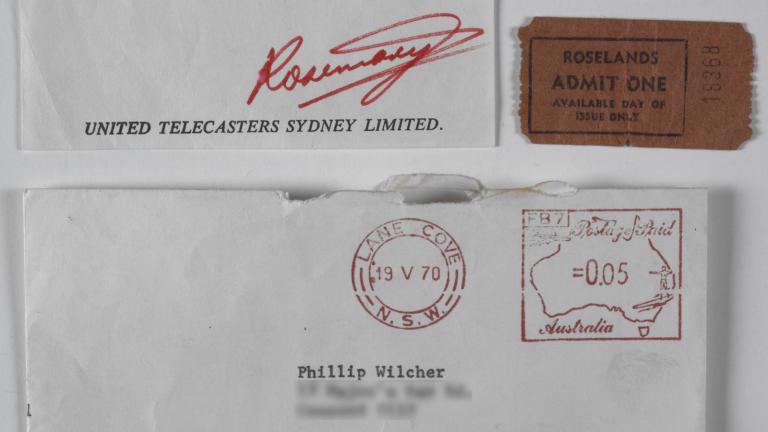 Rosemary
UNITED TELECASTERS SYDNEY LIMITED.
ROSELANDS
ADMIT ONE
AVAILABLE DAY OF
ISSUE ONLY
18368
LANE COVE
19 V 70
N.S.W.
FB7
Postage Paid
=0.05
Australia
Phillip Wilcher